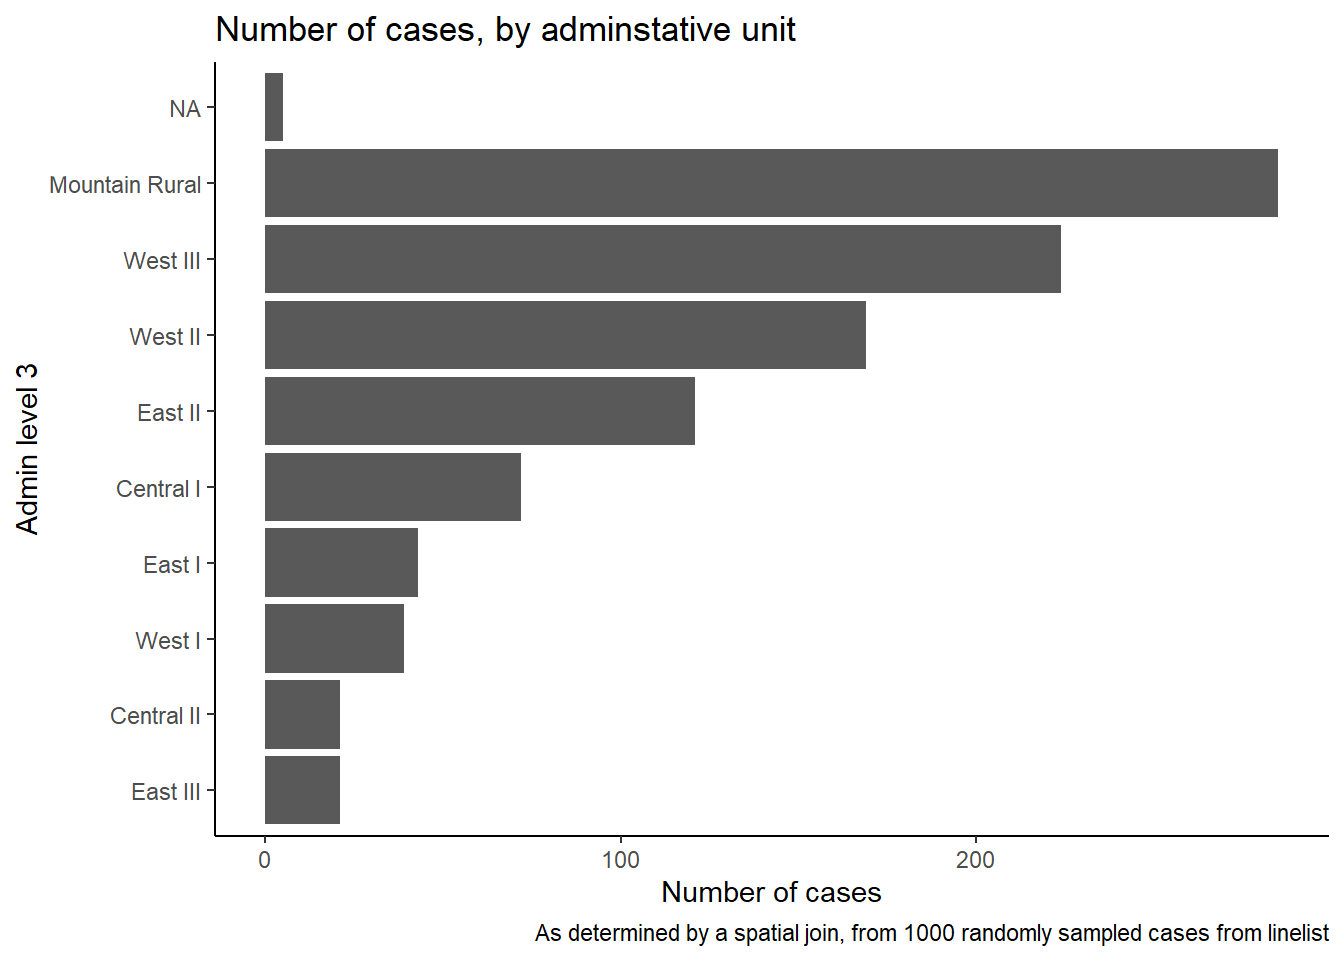 Number of cases, by adminstative unit
NA
Mountain Rural
West III
West II
East II
Central I
East I
West I
Central II
East III
Admin level 3
0 100 200
Number of cases
As determined by a spatial join, from 1000 randomly sampled cases from linelist